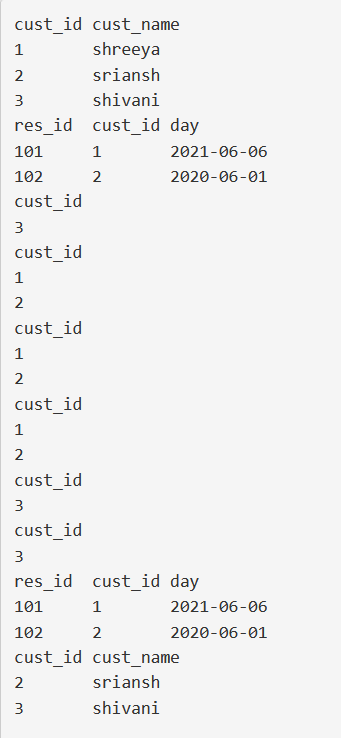 cust_id cust_name
1 shreeya
2 sriansh
3 shivani
res_id cust_id day
101 1 2021-06-06
102 2 2020-06-01
cust_id
3
cust_id
1
2
cust_id
1
2
cust_id
1
2
cust_id
3
cust_id
3
res_id cust_id day
101 1 2021-06-06
102 2 2020-06-01
cust_id cust_name
2 sriansh
3 shivani